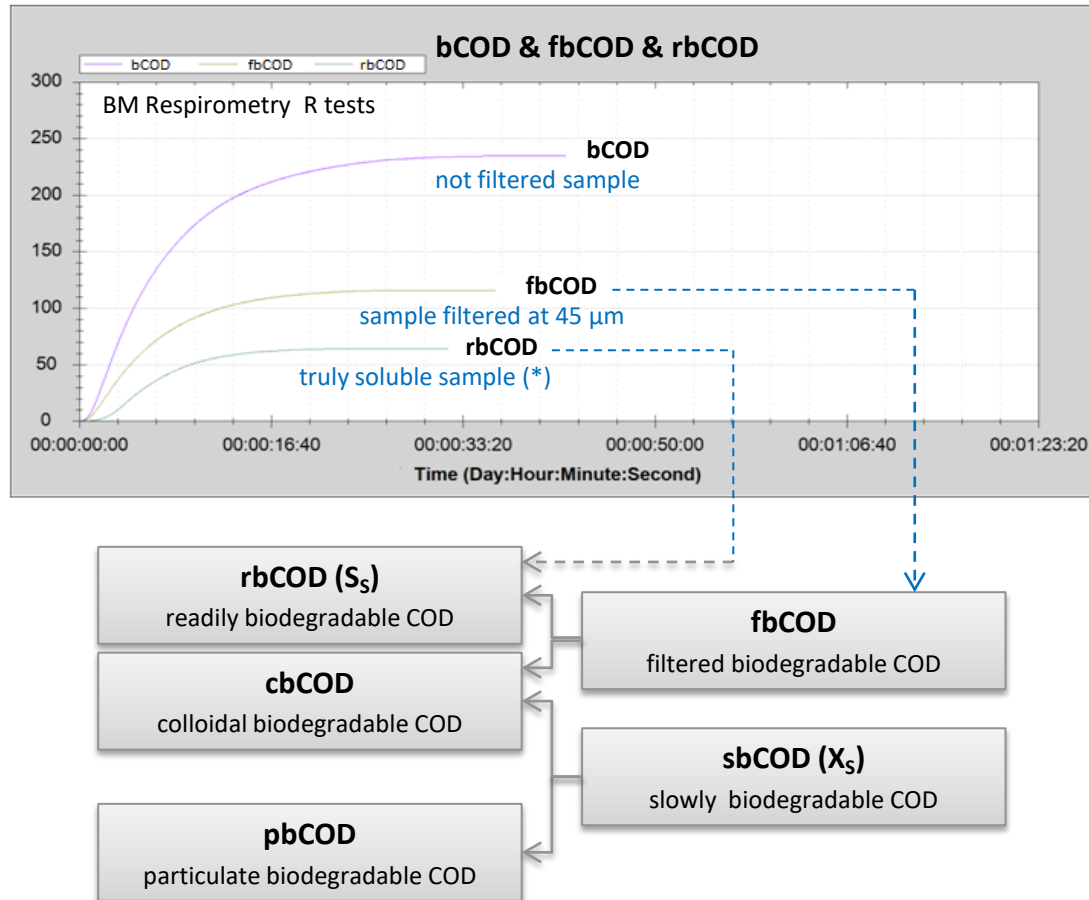 bCOD & fbCOD & rbCOD
bCOD fbCOD rbCOD
300
BM Respirometry R tests
250
bCOD
not filtered sample
200
150
fbCOD
100
sample filtered at 45 µm
rbCOD
50
truly soluble sample (*)
0
00:00:00:00 00:00:16:40 00:00:33:20 00:00:50:00 00:01:06:40 00:01:23:20
Time (Day:Hour:Minute:Second)
rbCOD (SS)
readily biodegradable COD
fbCOD
filtered biodegradable COD
cbCOD
colloidal biodegradable COD
sbCOD (XS)
slowly biodegradable COD
pbCOD
particulate biodegradable COD